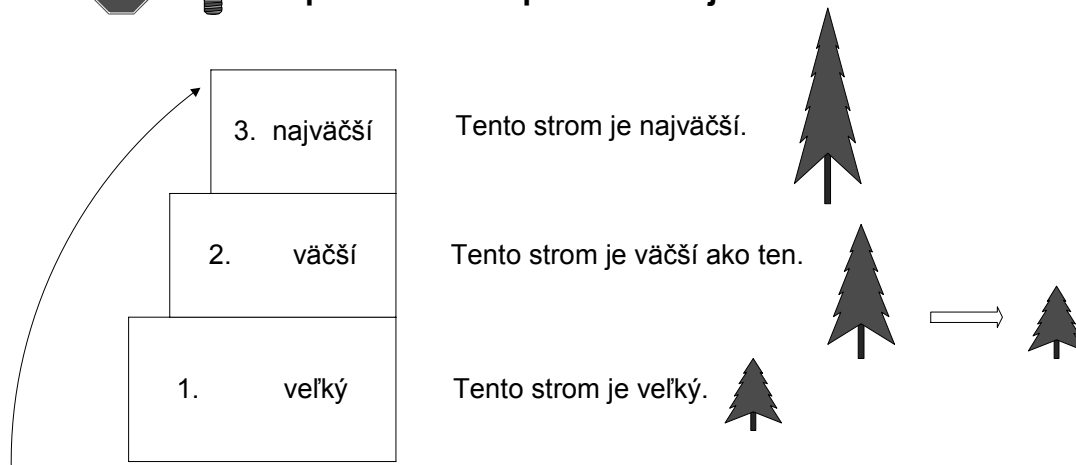 3. najväčší Tento strom je najväčší.
2. väčší Tento strom je väčší ako ten.
1. veľký Tento strom je veľký.